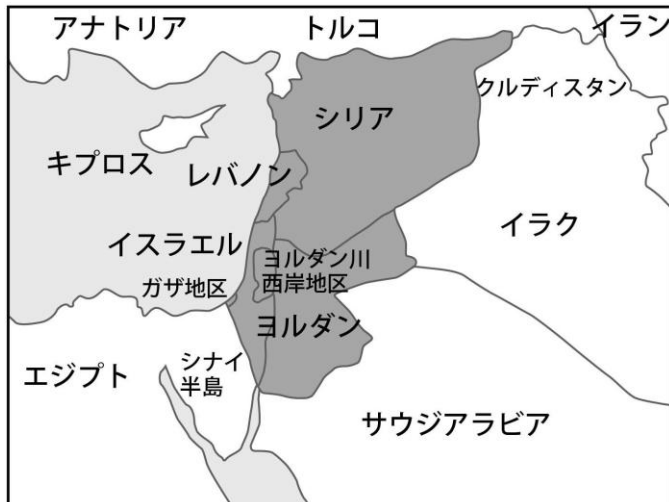 アナトリア
トルコ
イラン
クルディスタン
シリア
キプロス
レバノン
イラク
イスラエル
ヨルダン川
西岸地区
ガザ地区
ヨルダン
エジプト
シナイ
半島
サウジアラビア